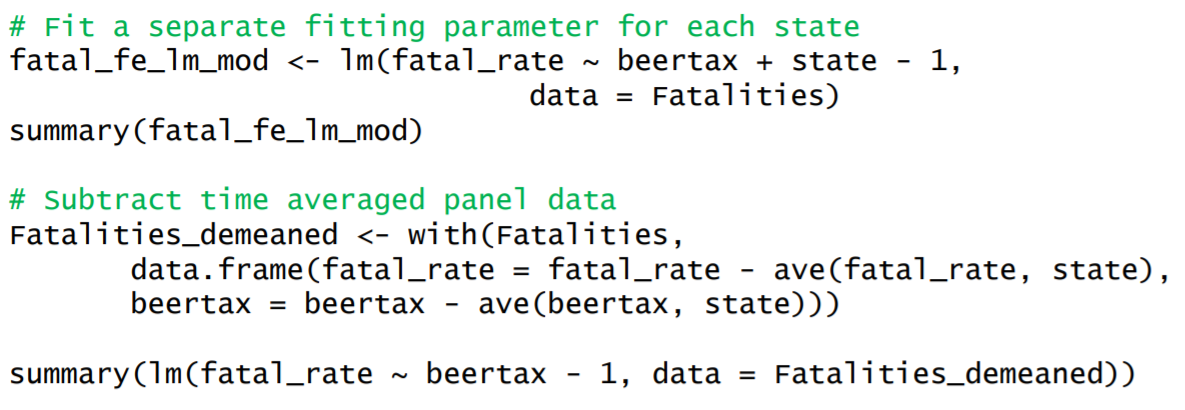 # Fit a separate fitting parameter for each state
fatal_fe_lm_mod <- lm(fatal_rate ~ beertax + state - 1,
data = Fatalities)
summary(fatal_fe_lm_mod)
# Subtract time averaged panel data
Fatalities_demeaned <- with(Fatalities,
data.frame(fatal_rate = fatal_rate - ave(fatal_rate, state),
beertax = beertax - ave(beertax, state)))
summary(lm(fatal_rate ~ beertax - 1, data = Fatalities_demeaned))